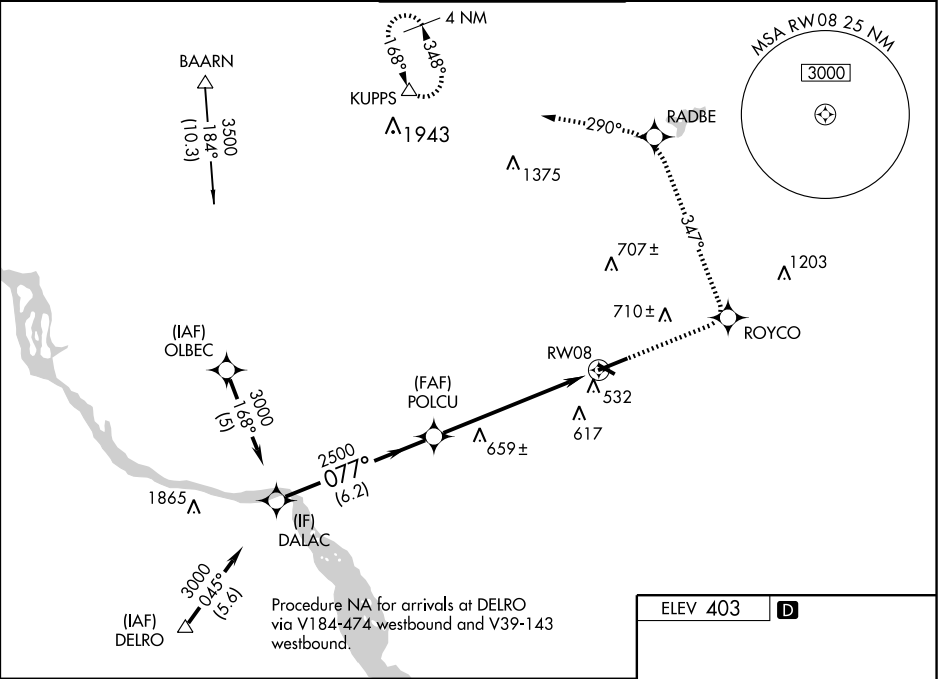 4 NM
168°
348°
KUPPS
1943
BAARN
3500
184°
(10.3)
MSA RW08 25 NM
3000
RADBE
290°
1375
347°
707±
1203
710±
ROYCO
(IAF)
OLBEC
3000
168°
(5)
RW08
532
617
(FAF)
POLCU
659±
2500
077°
(6.2)
1865
(IF)
DALAC
3000
045°
(5.6)
(IAF)
DELRO
Procedure NA for arrivals at DELRO
via V184-474 westbound and V39-143
westbound.
ELEV 403
D